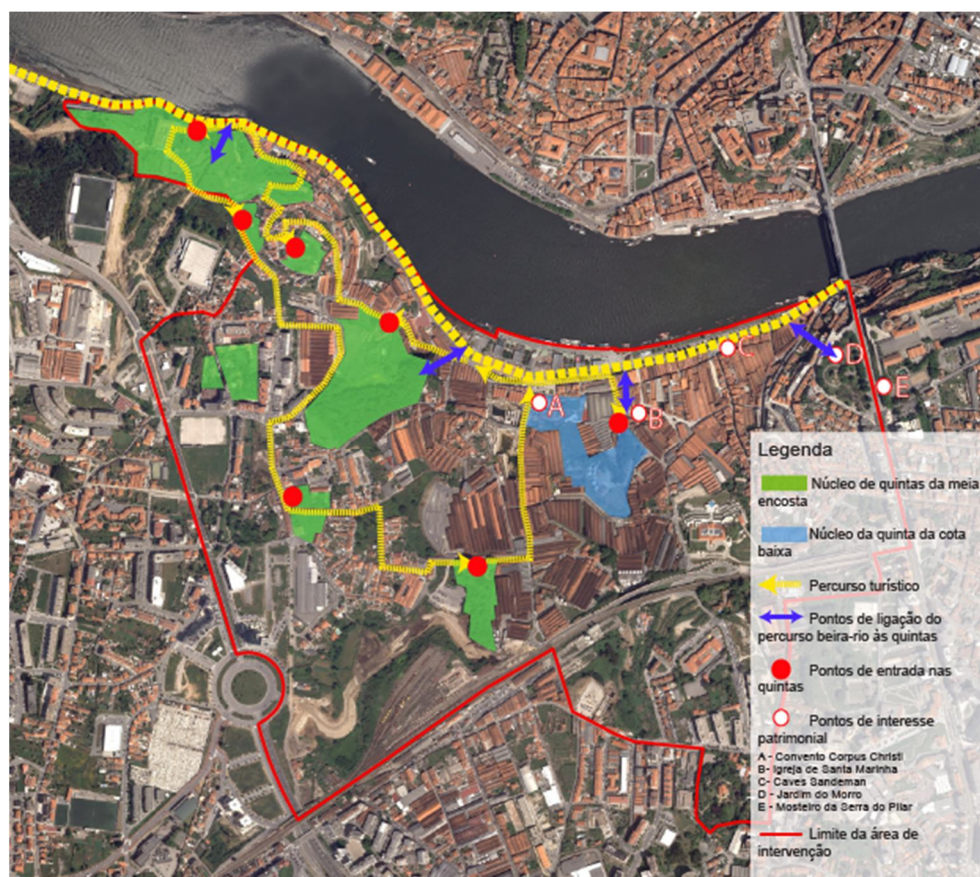 A
B
C
D
E
Legenda
Núcleo de quintas da meia
encosta
Núcleo da quinta da cota
baixa
Percurso turístico
Pontos de ligação do
percurso beira-rio às quintas
Pontos de entrada nas
quintas
Pontos de interesse
patrimonial
A - Convento Corpus Christi
B- Igreja de Santa Marinha
C- Caves Sandeman
D - Jardim do Morro
E - Mosteiro da Serra do Pilar
Limite da área de
intervenção